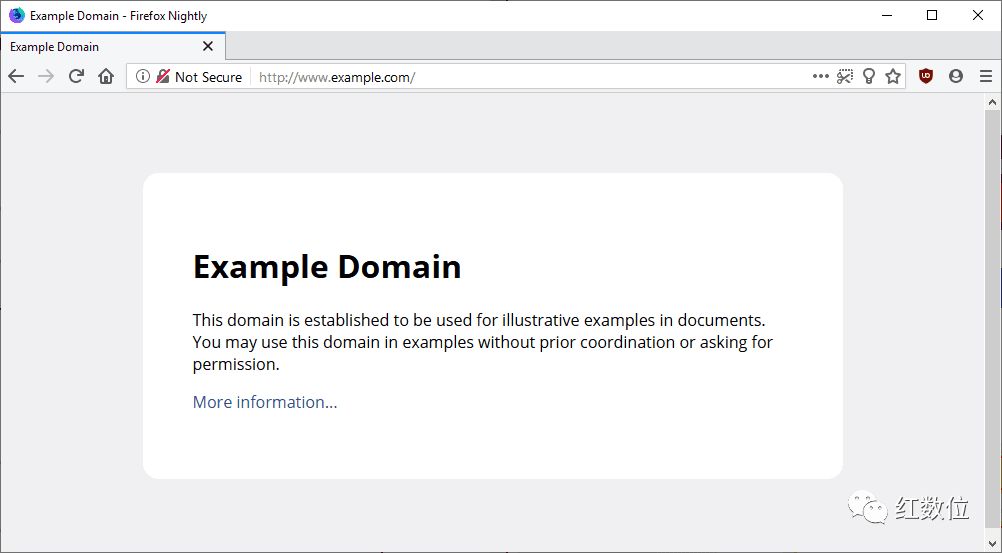 Example Domain - Firefox Nightly
Example Domain
Not Secure http://www.example.com/
Example Domain
This domain is established to be used for illustrative examples in documents.
You may use this domain in examples without prior coordination or asking for
permission.
More information...
红数位